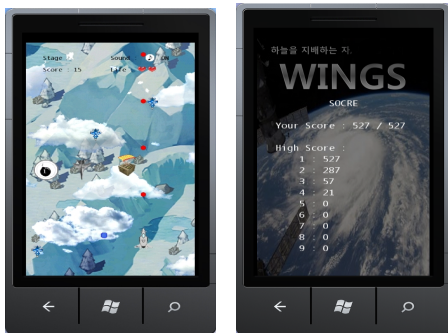 Stage
Sound : ON
Score : 15
Life :
하늘을 지배하는 자,
WINGS
SOCRE
Your Score : 527 / 527
High Score :
1 : 527
2 : 287
3 : 57
4 : 21
5 : 0
6 : 0
7 : 0
8 : 0
9 : 0